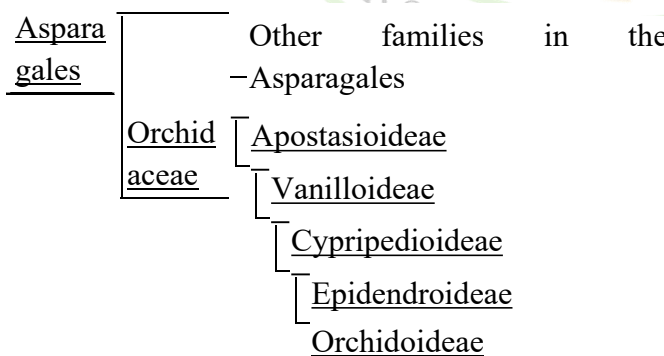 Aspara
gales
Other families in the
Asparagales
Orchid
aceae
Apostasioideae
Vanilloideae
Cypripedioideae
Epidendroideae
Orchidoideae